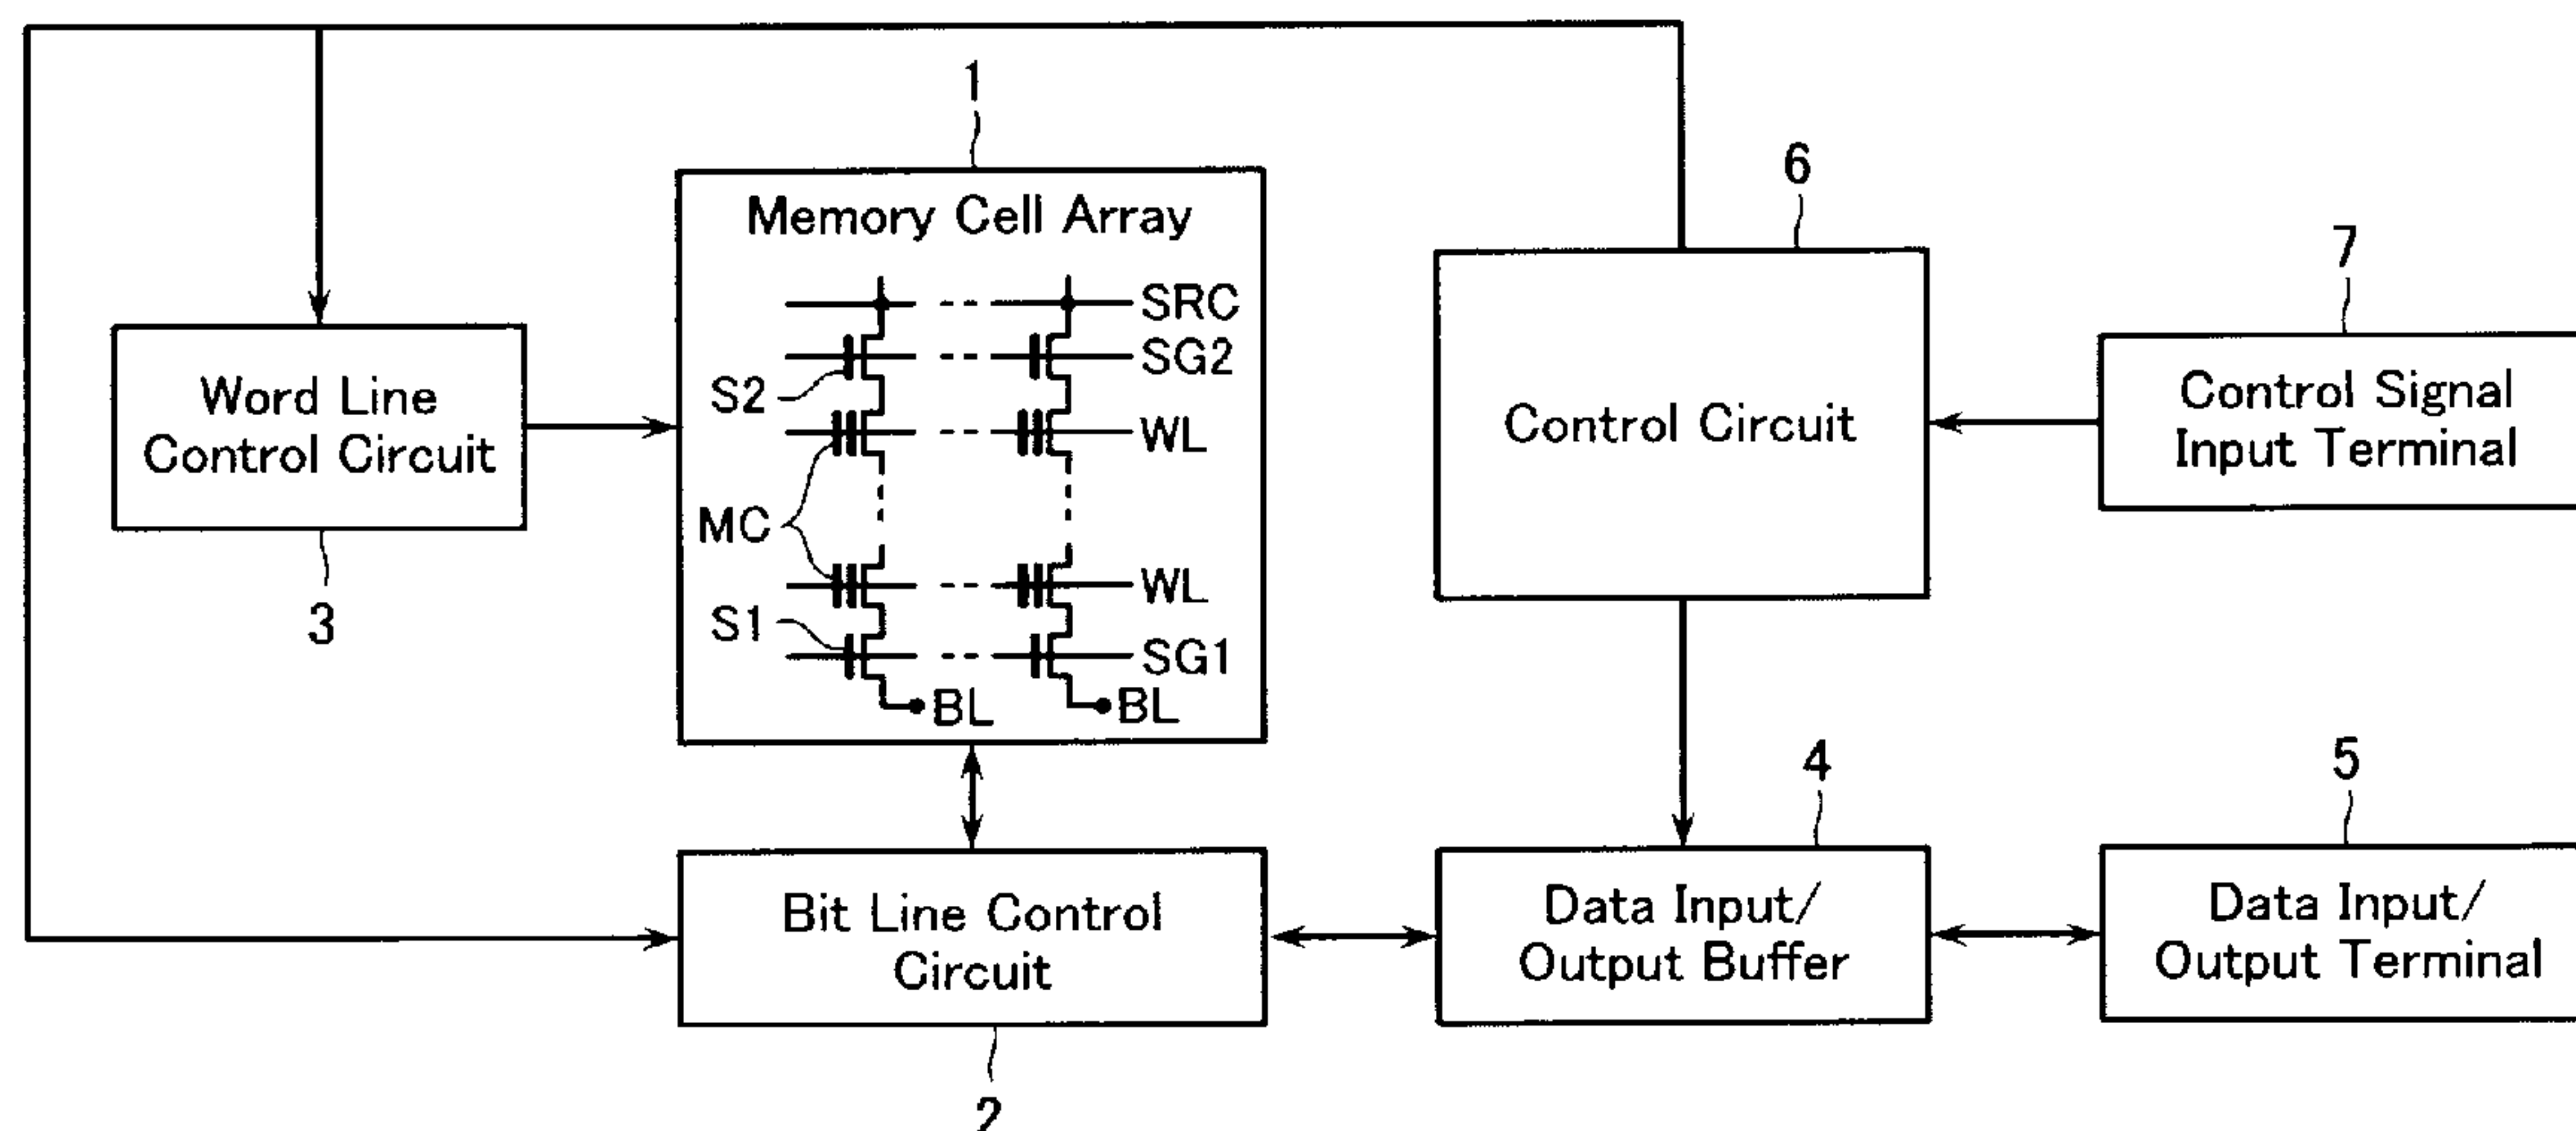 1
Memory Cell Array
SRC
SG2
S2
WL
MC
WL
S1
SG1
BL
BL
Word Line
Control Circuit
3
6
Control Circuit
7
Control Signal
Input Terminal
Bit Line Control
Circuit
2
4
Data Input/
Output Buffer
5
Data Input/
Output Terminal